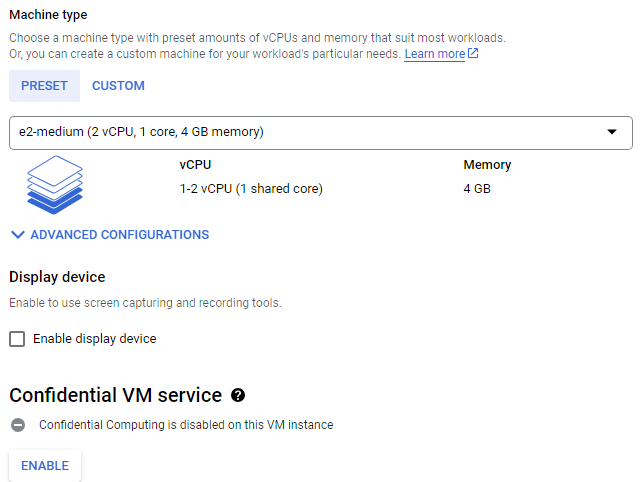 Machine type
Choose a machine type with preset amounts of vCPUs and memory that suit most workloads.
Or, you can create a custom machine for your workload's particular needs. Learn more
PRESET CUSTOM
e2-medium (2 vCPU, 1 core, 4 GB memory)
vCPU Memory
1-2 vCPU (1 shared core) 4 GB
ADVANCED CONFIGURATIONS
Display device
Enable to use screen capturing and recording tools.
Enable display device
Confidential VM service ?
Confidential Computing is disabled on this VM instance
ENABLE